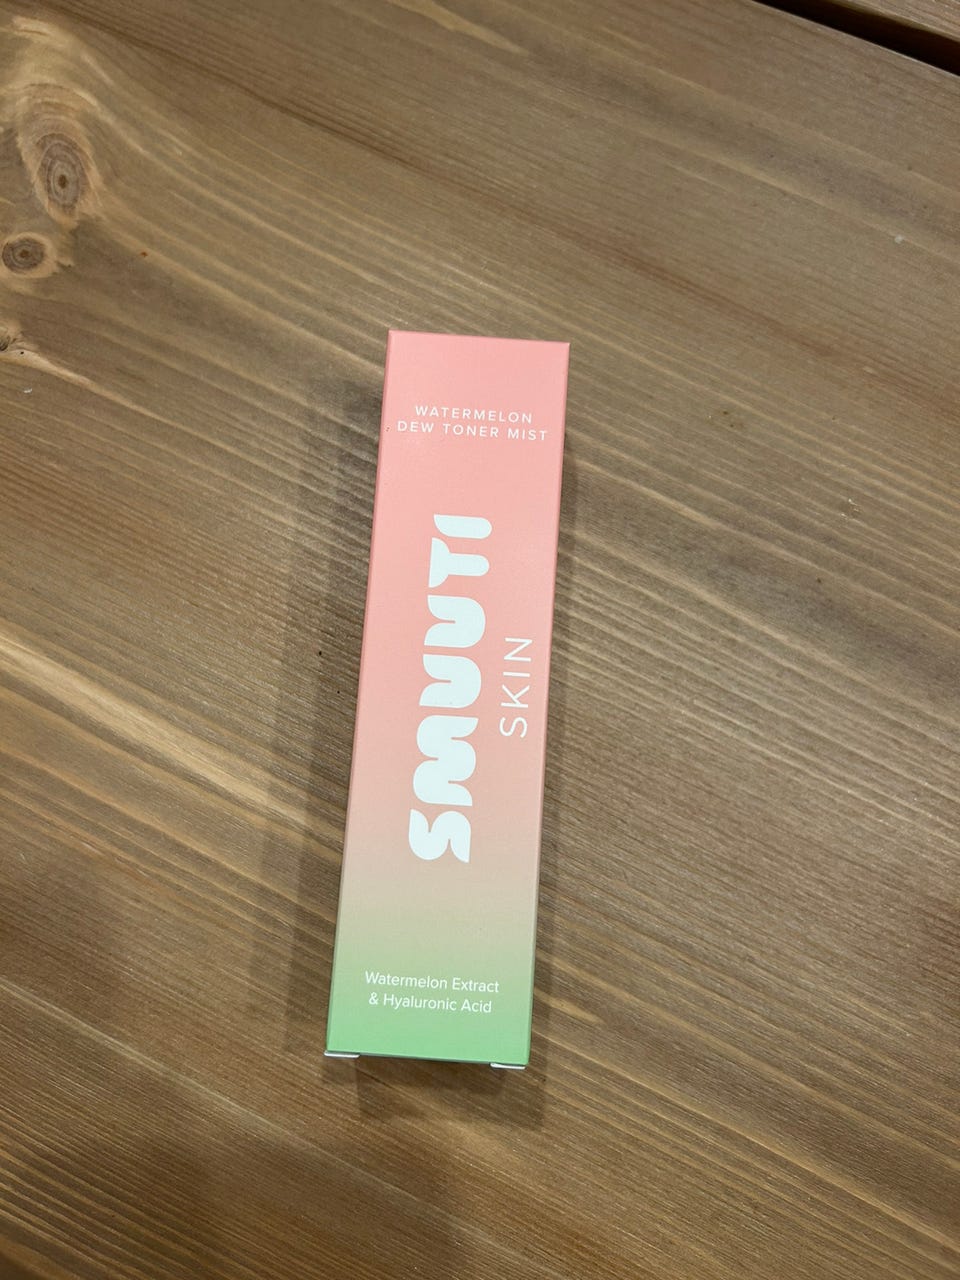 WATERMELON
DEW TONER MIST
SMUUTI
SKIN
Watermelon Extract
& Hyaluronic Acid